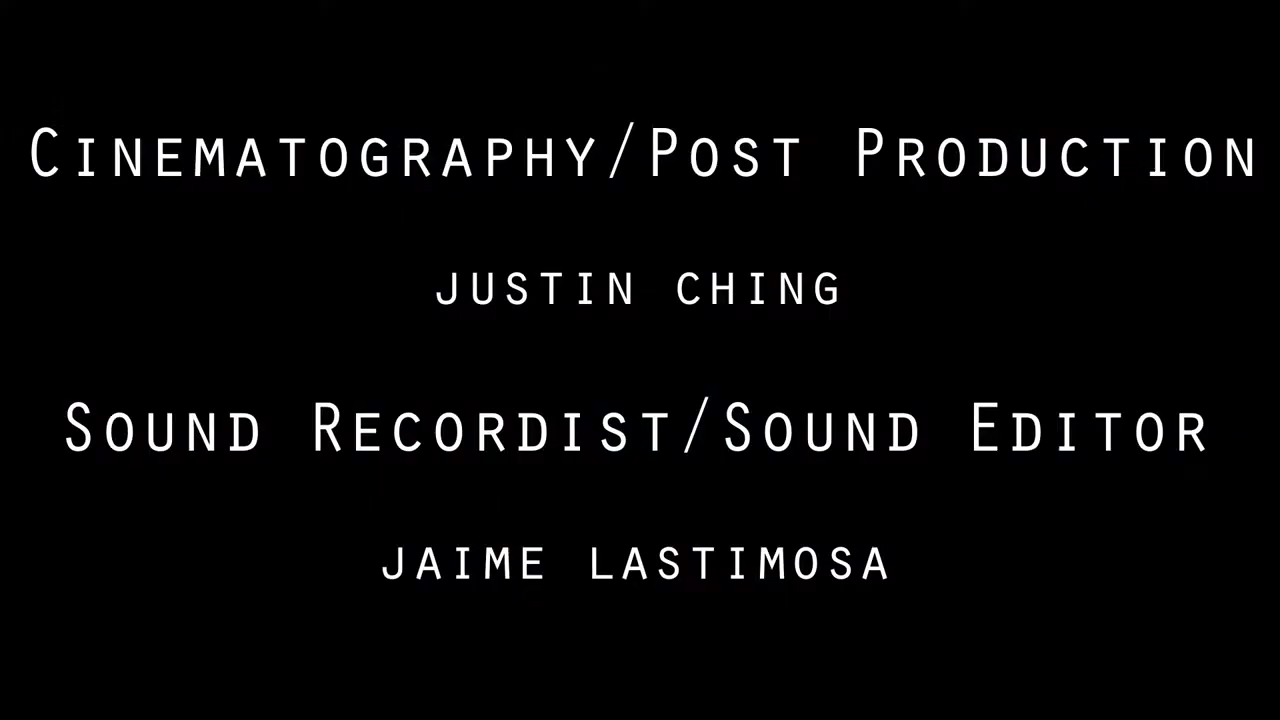 Cinematography/Post Production
justin ching
Sound Recordist/Sound Editor
jaime lastimosa